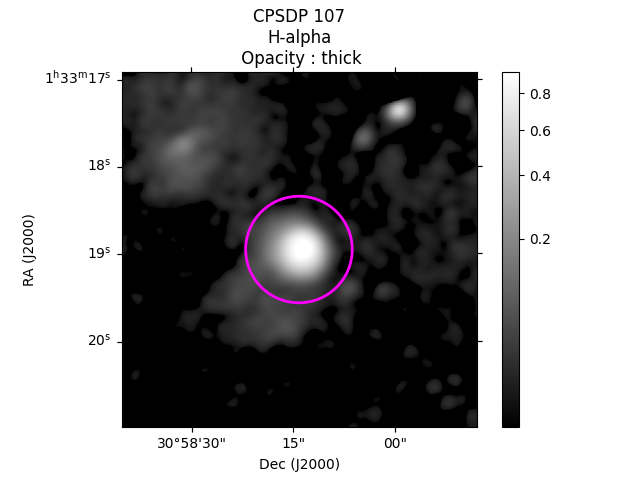 CPSDP 107
H-alpha
Opacity : thick
1ʰ33ᵐ17ˢ
18ˢ
19ˢ
20ˢ
RA (J2000)
30°58'30"
15"
00"
Dec (J2000)
0.8
0.6
0.4
0.2